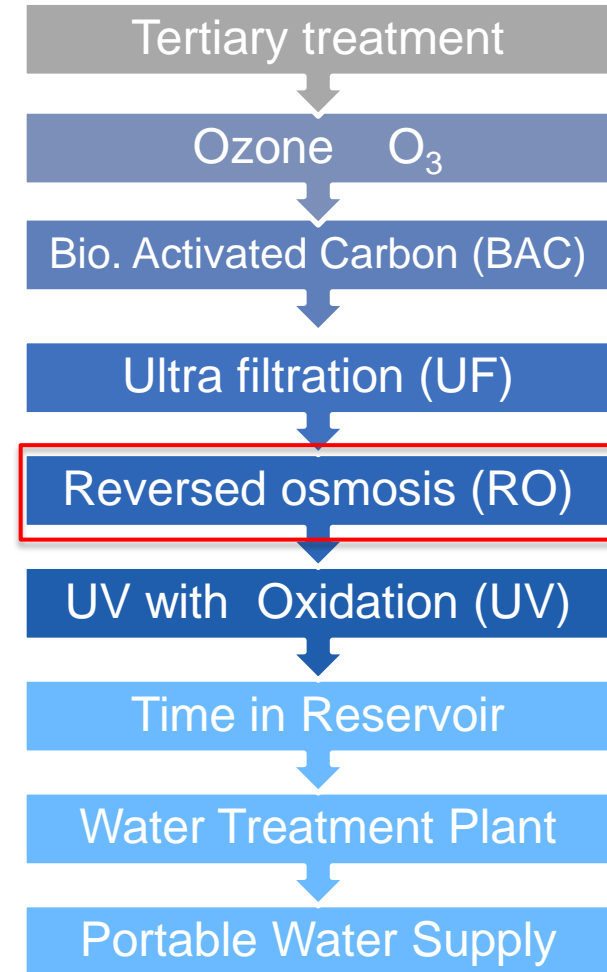 Tertiary treatment
Ozone O₃
Bio. Activated Carbon (BAC)
Ultra filtration (UF)
Reversed osmosis (RO)
UV with Oxidation (UV)
Time in Reservoir
Water Treatment Plant
Portable Water Supply